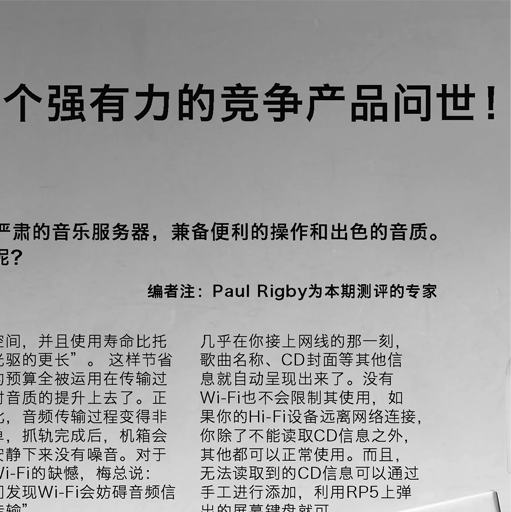 个强有力的竞争产品问世！
严肃的音乐服务器，兼备便利的操作和出色的音质。
呢？
编者注：Paul Rigby为本期测评的专家
空间，并且使用寿命比托
光驱的更长”。 这样节省
的预算全被运用在传输过
对音质的提升上去了。正
此，音频传输过程变得非
单，抓轨完成后，机箱会
安静下来没有噪音。对于
Wi-Fi的缺憾，梅总说：
们发现Wi-Fi会妨碍音频信
传输”
几乎在你接上网线的那一刻，
歌曲名称、CD封面等其他信
息就自动呈现出来了。没有
Wi-Fi也不会限制其使用，如
果你的Hi-Fi设备远离网络连接，
你除了不能读取CD信息之外，
其他都可以正常使用。而且，
无法读取到的CD信息可以通过
手工进行添加，利用RP5上弹
出的屏幕键盘就可